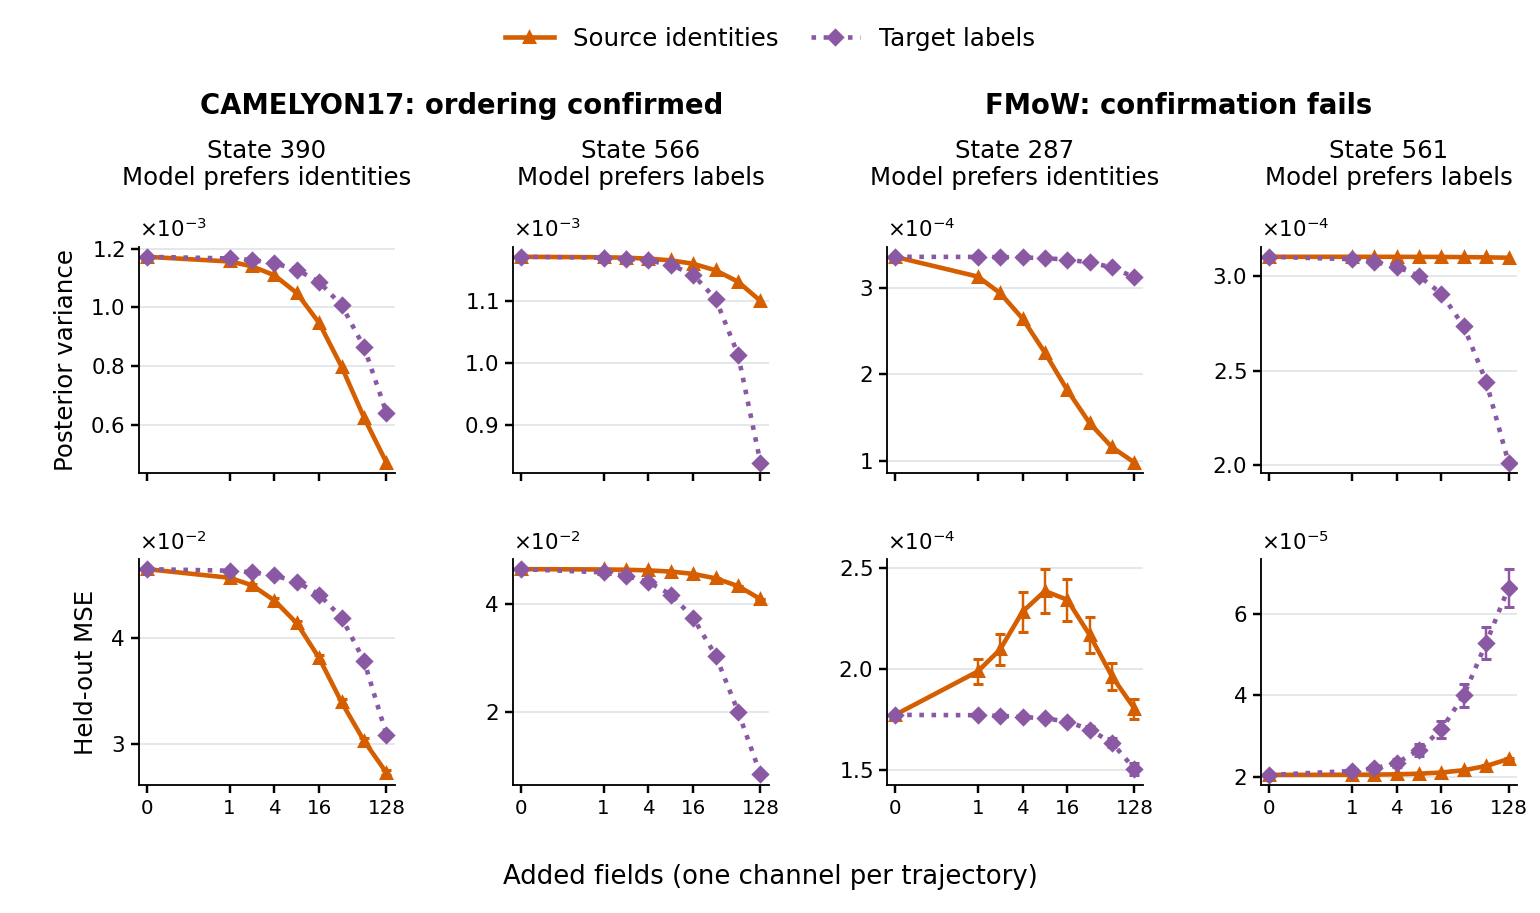 Source identities
Target labels
CAMELYON17: ordering confirmed
FMoW: confirmation fails
State 390
Model prefers identities
State 566
Model prefers labels
State 287
Model prefers identities
State 561
Model prefers labels
Posterior variance
×10⁻³
1.2
1.0
0.8
0.6
×10⁻³
1.1
1.0
0.9
×10⁻⁴
3
2
1
×10⁻⁴
3.0
2.5
2.0
Held-out MSE
×10⁻²
4
3
0 1 4 16 128
×10⁻²
4
2
0 1 4 16 128
×10⁻⁴
2.5
2.0
1.5
0 1 4 16 128
×10⁻⁵
6
4
2
0 1 4 16 128
Added fields (one channel per trajectory)